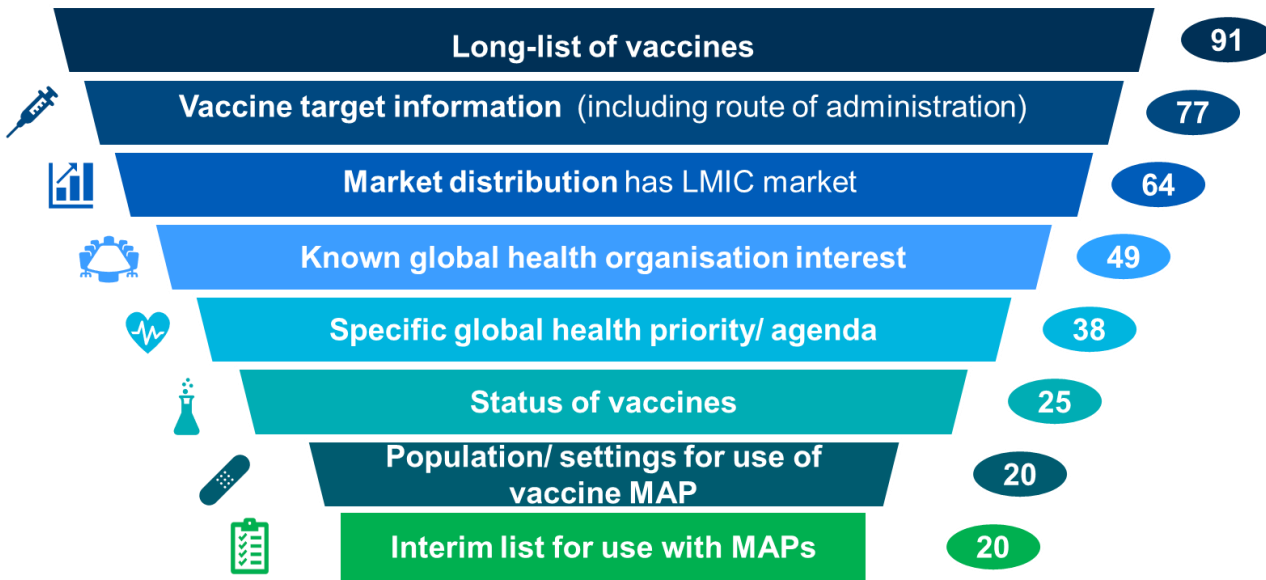 Long-list of vaccines
91
Vaccine target information (including route of administration)
77
Market distribution has LMIC market
64
Known global health organisation interest
49
Specific global health priority/ agenda
38
Status of vaccines
25
Population/ settings for use of
vaccine MAP
20
Interim list for use with MAPs
20